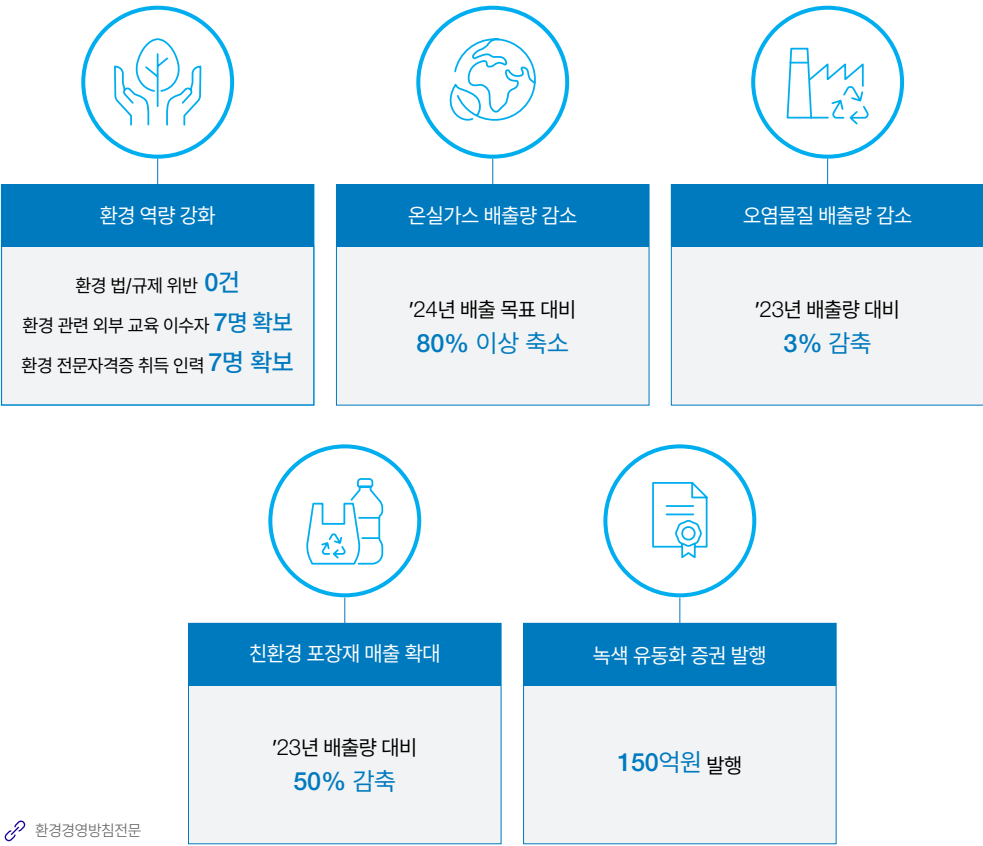 환경 역량 강화
환경 법/규제 위반 0건
환경 관련 외부 교육 이수자 7명 확보
환경 전문자격증 취득 인력 7명 확보
온실가스 배출량 감소
’24년 배출 목표 대비
80% 이상 축소
오염물질 배출량 감소
’23년 배출량 대비
3% 감축
친환경 포장재 매출 확대
’23년 배출량 대비
50% 감축
녹색 유동화 증권 발행
150억원 발행
환경경영방침전문